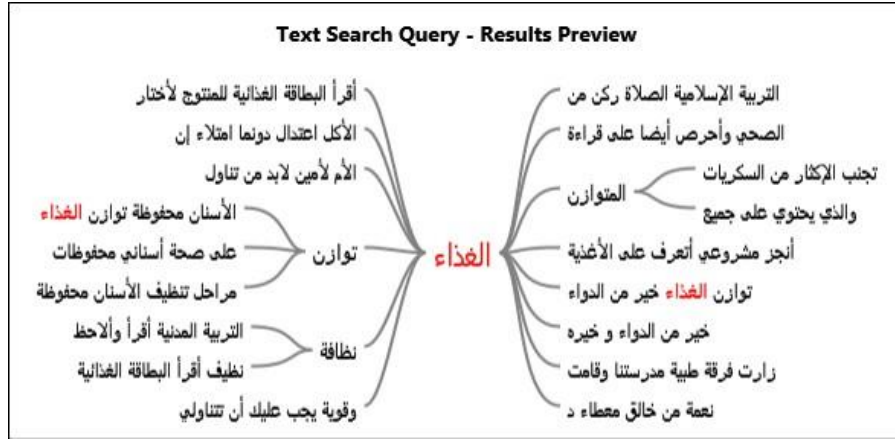 Text Search Query - Results Preview
التربية الإسلامية الصلاة ركن من
الصحي وأحرص أيضا على قراءة
المتوازن
تجنب الإكثار من السكريات
والذي يحتوي على جميع
أنجز مشروعي أتعرف على الأغذية
توازن الغذاء خير من الدواء
خير من الدواء و خيره
زارت فرقة طبية مدرستنا وقامت
نعمة من خالق معطاء د
الغذاء
أقرأ البطاقة الغذائية للمنتوج لأختار
الأكل اعتدال دونما امتلاء إن
الأم لأمين لابد من تناول
توازن
الأسنان محفوظة توازن الغذاء
على صحة أسناني محفوظات
مراحل تنظيف الأسنان محفوظة
نظافة
التربية المدنية أقرأ وألاحظ
نظيف أقرأ البطاقة الغذائية
وقوية يجب عليك أن تتناولي